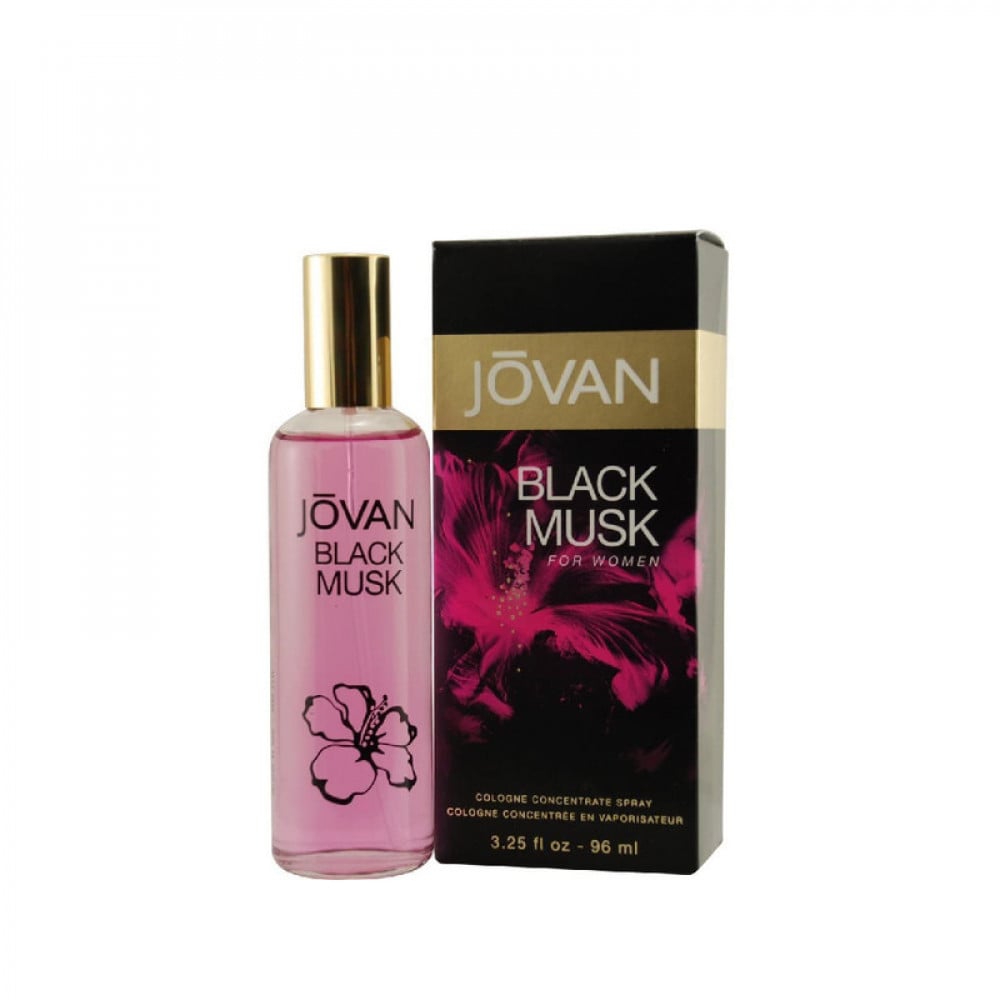 JŌVAN
BLACK
MUSK
JŌVAN
BLACK
MUSK
FOR WOMEN
COLOGNE CONCENTRATE SPRAY
COLOGNE CONCENTRÉE EN VAPORISATEUR
3.25 fl oz - 96 ml